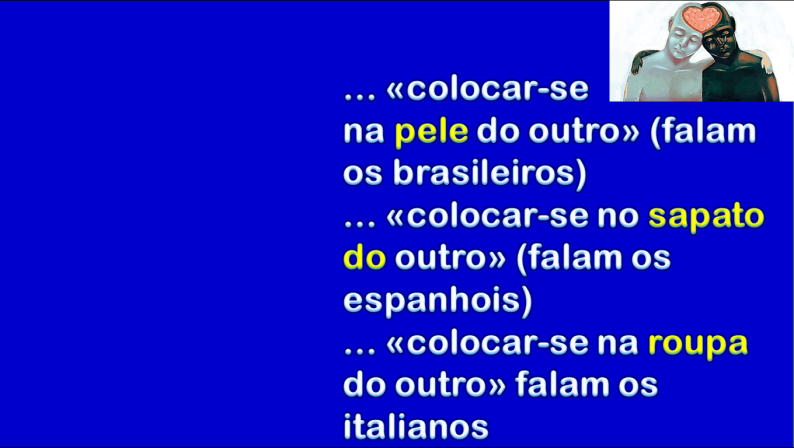 ... «colocar-se
na pele do outro» (falam
os brasileiros)
... «colocar-se no sapato
do outro» (falam os
espanhois)
... «colocar-se na roupa
do outro» falam os
italianos